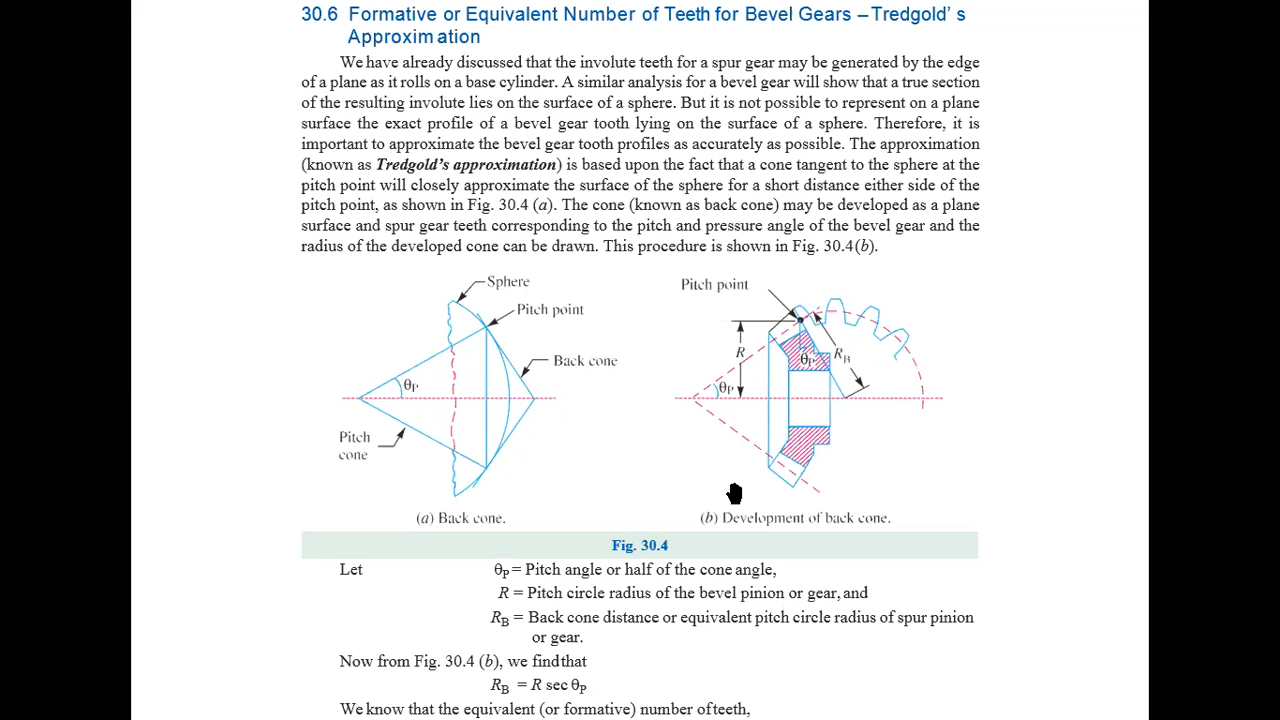 30.6 Formative or Equivalent Number of Teeth for Bevel Gears – Tredgold' s
Approxim ation
We have already discussed that the involute teeth for a spur gear may be generated by the edge
of a plane as it rolls on a base cylinder. A similar analysis for a bevel gear will show that a true section
of the resulting involute lies on the surface of a sphere. But it is not possible to represent on a plane
surface the exact profile of a bevel gear tooth lying on the surface of a sphere. Therefore, it is
important to approximate the bevel gear tooth profiles as accurately as possible. The approximation
(known as Tredgold's approximation) is based upon the fact that a cone tangent to the sphere at the
pitch point will closely approximate the surface of the sphere for a short distance either side of the
pitch point, as shown in Fig. 30.4 (a). The cone (known as back cone) may be developed as a plane
surface and spur gear teeth corresponding to the pitch and pressure angle of the bevel gear and the
radius of the developed cone can be drawn. This procedure is shown in Fig. 30.4(b).
Sphere
Pitch point
Back cone
θP
Pitch
cone
(a) Back cone.
Pitch point
R
θP
RB
θP
(b) Development of back cone.
Fig. 30.4
Let θP = Pitch angle or half of the cone angle,
R = Pitch circle radius of the bevel pinion or gear, and
RB = Back cone distance or equivalent pitch circle radius of spur pinion
or gear.
Now from Fig. 30.4 (b), we find that
RB = R sec θP
We know that the equivalent (or formative) number of teeth,